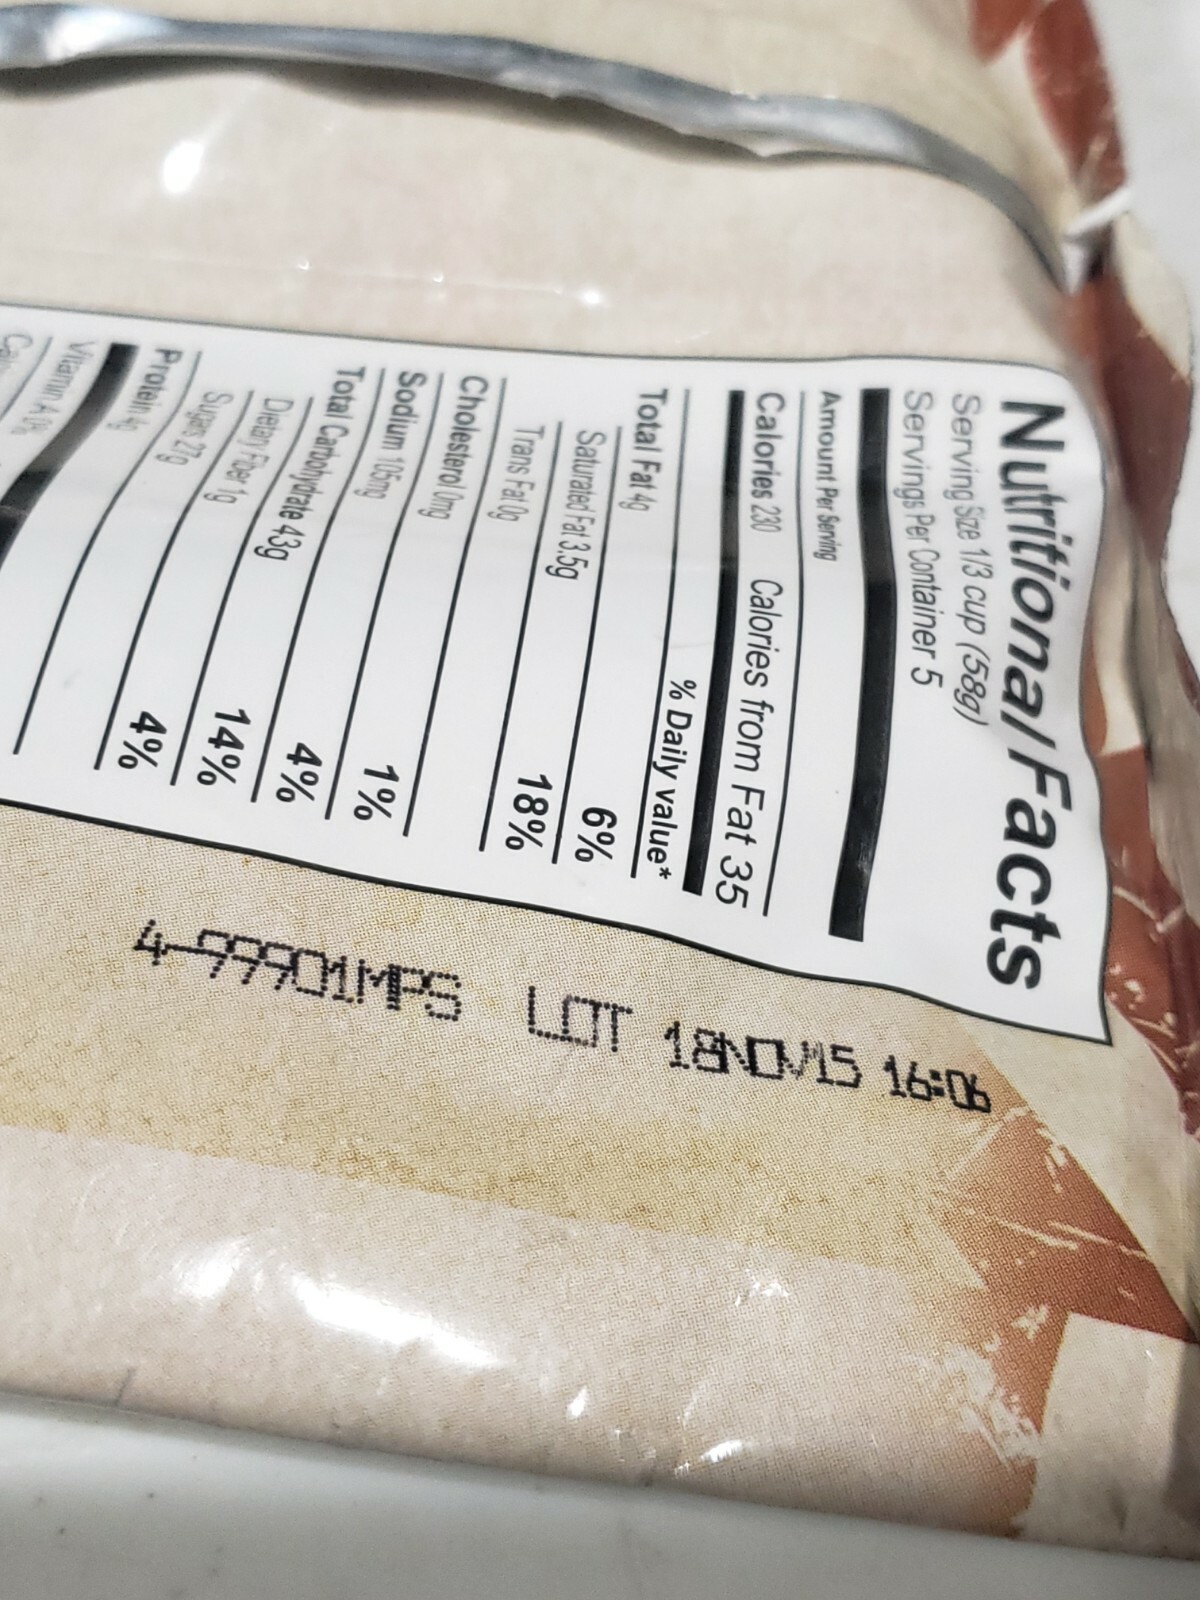 Nutritional Facts
Serving Size 1/3 cup (58g)
Servings Per Container 5
Amount Per Serving
Calories 230 Calories from Fat 35
% Daily value*
Total Fat 4g 6%
Saturated Fat 3.5g 18%
Trans Fat 0g
Cholesterol 0mg 1%
Sodium 105mg 4%
Total Carbohydrate 43g 14%
Dietary Fiber 1g 4%
Sugars 27g
Protein 4g
Vitamin A 0%
4-99901MPS LOT 18NOV15 16:06